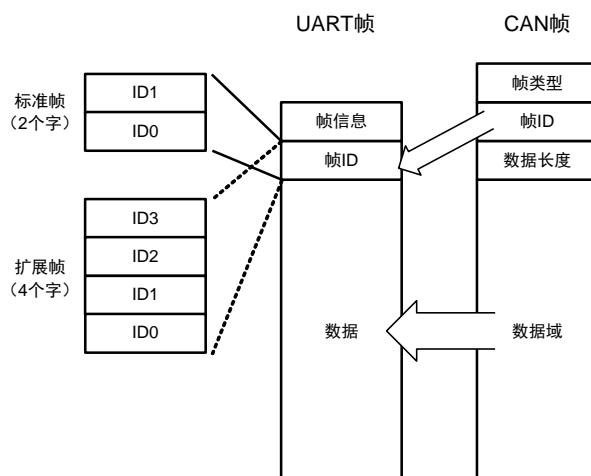 UART帧
CAN帧
标准帧
（2个字）
ID1
ID0
扩展帧
（4个字）
ID3
ID2
ID1
ID0
帧信息
帧ID
数据
帧类型
帧ID
数据长度
数据域